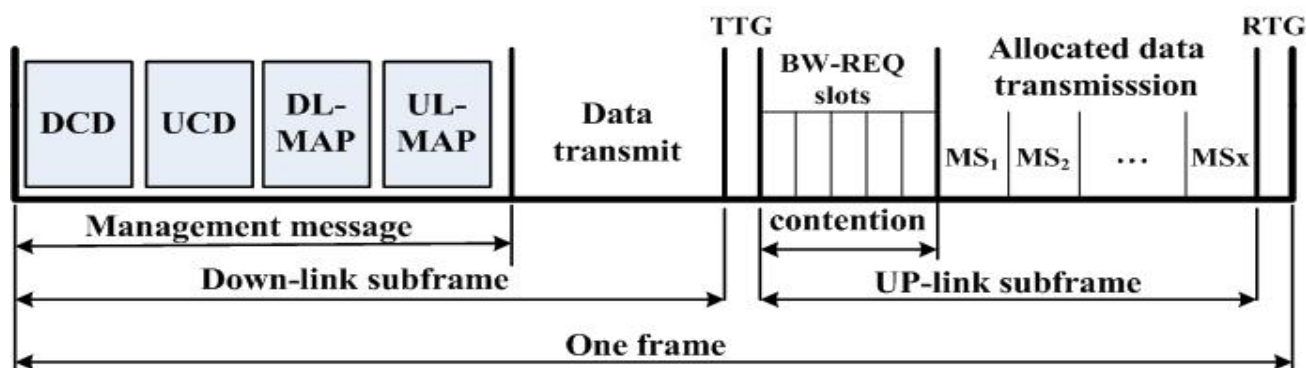 TTG
RTG
DCD
UCD
DL-
MAP
UL-
MAP
Data
transmit
BW-REQ
slots
Allocated data
transmisssion
MS₁
MS₂
...
MSx
Management message
contention
Down-link subframe
UP-link subframe
One frame